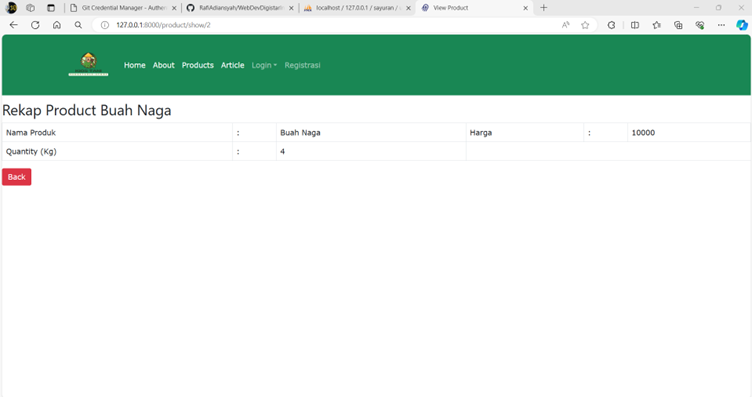 Git Credential Manager - Authen
RafiAdiansyah/WebDevDigistar
localhost / 127.0.0.1 / sayuran /
View Product
127.0.0.1:8000/product/show/2
Home About Products Article Login Registrasi
Rekap Product Buah Naga
Nama Produk : Buah Naga Harga : 10000
Quantity (Kg) : 4
Back